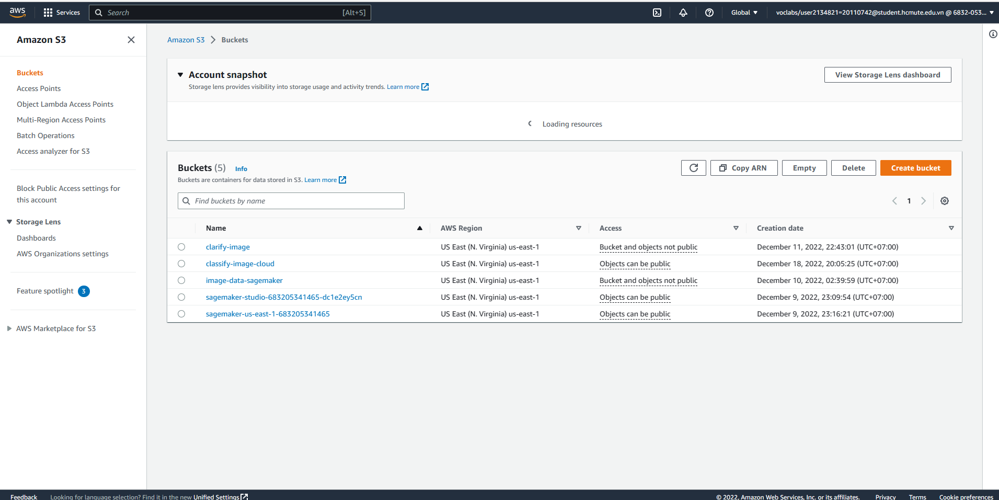 aws
Services
Search
[Alt+S]
Global
voclabs/user2134821=20110742@student.hcmute.edu.vn @ 6832-053...
Amazon S3
Buckets
Access Points
Object Lambda Access Points
Multi-Region Access Points
Batch Operations
Access analyzer for S3
Block Public Access settings for
this account
Storage Lens
Dashboards
AWS Organizations settings
Feature spotlight 3
AWS Marketplace for S3
Amazon S3 > Buckets
Account snapshot
Storage lens provides visibility into storage usage and activity trends. Learn more
View Storage Lens dashboard
Loading resources
Buckets (5) Info
Buckets are containers for data stored in S3. Learn more
Copy ARN
Empty
Delete
Create bucket
Find buckets by name
1
Name AWS Region Access Creation date
clarify-image US East (N. Virginia) us-east-1 Bucket and objects not public December 11, 2022, 22:43:01 (UTC+07:00)
classify-image-cloud US East (N. Virginia) us-east-1 Objects can be public December 18, 2022, 20:05:25 (UTC+07:00)
image-data-sagemaker US East (N. Virginia) us-east-1 Bucket and objects not public December 10, 2022, 02:39:59 (UTC+07:00)
sagemaker-studio-683205341465-dc1e2ey5cn US East (N. Virginia) us-east-1 Objects can be public December 9, 2022, 23:09:54 (UTC+07:00)
sagemaker-us-east-1-683205341465 US East (N. Virginia) us-east-1 Objects can be public December 9, 2022, 23:16:21 (UTC+07:00)
Feedback Looking for language selection? Find it in the new Unified Settings © 2022, Amazon Web Services, Inc. or its affiliates. Privacy Terms Cookie preferences